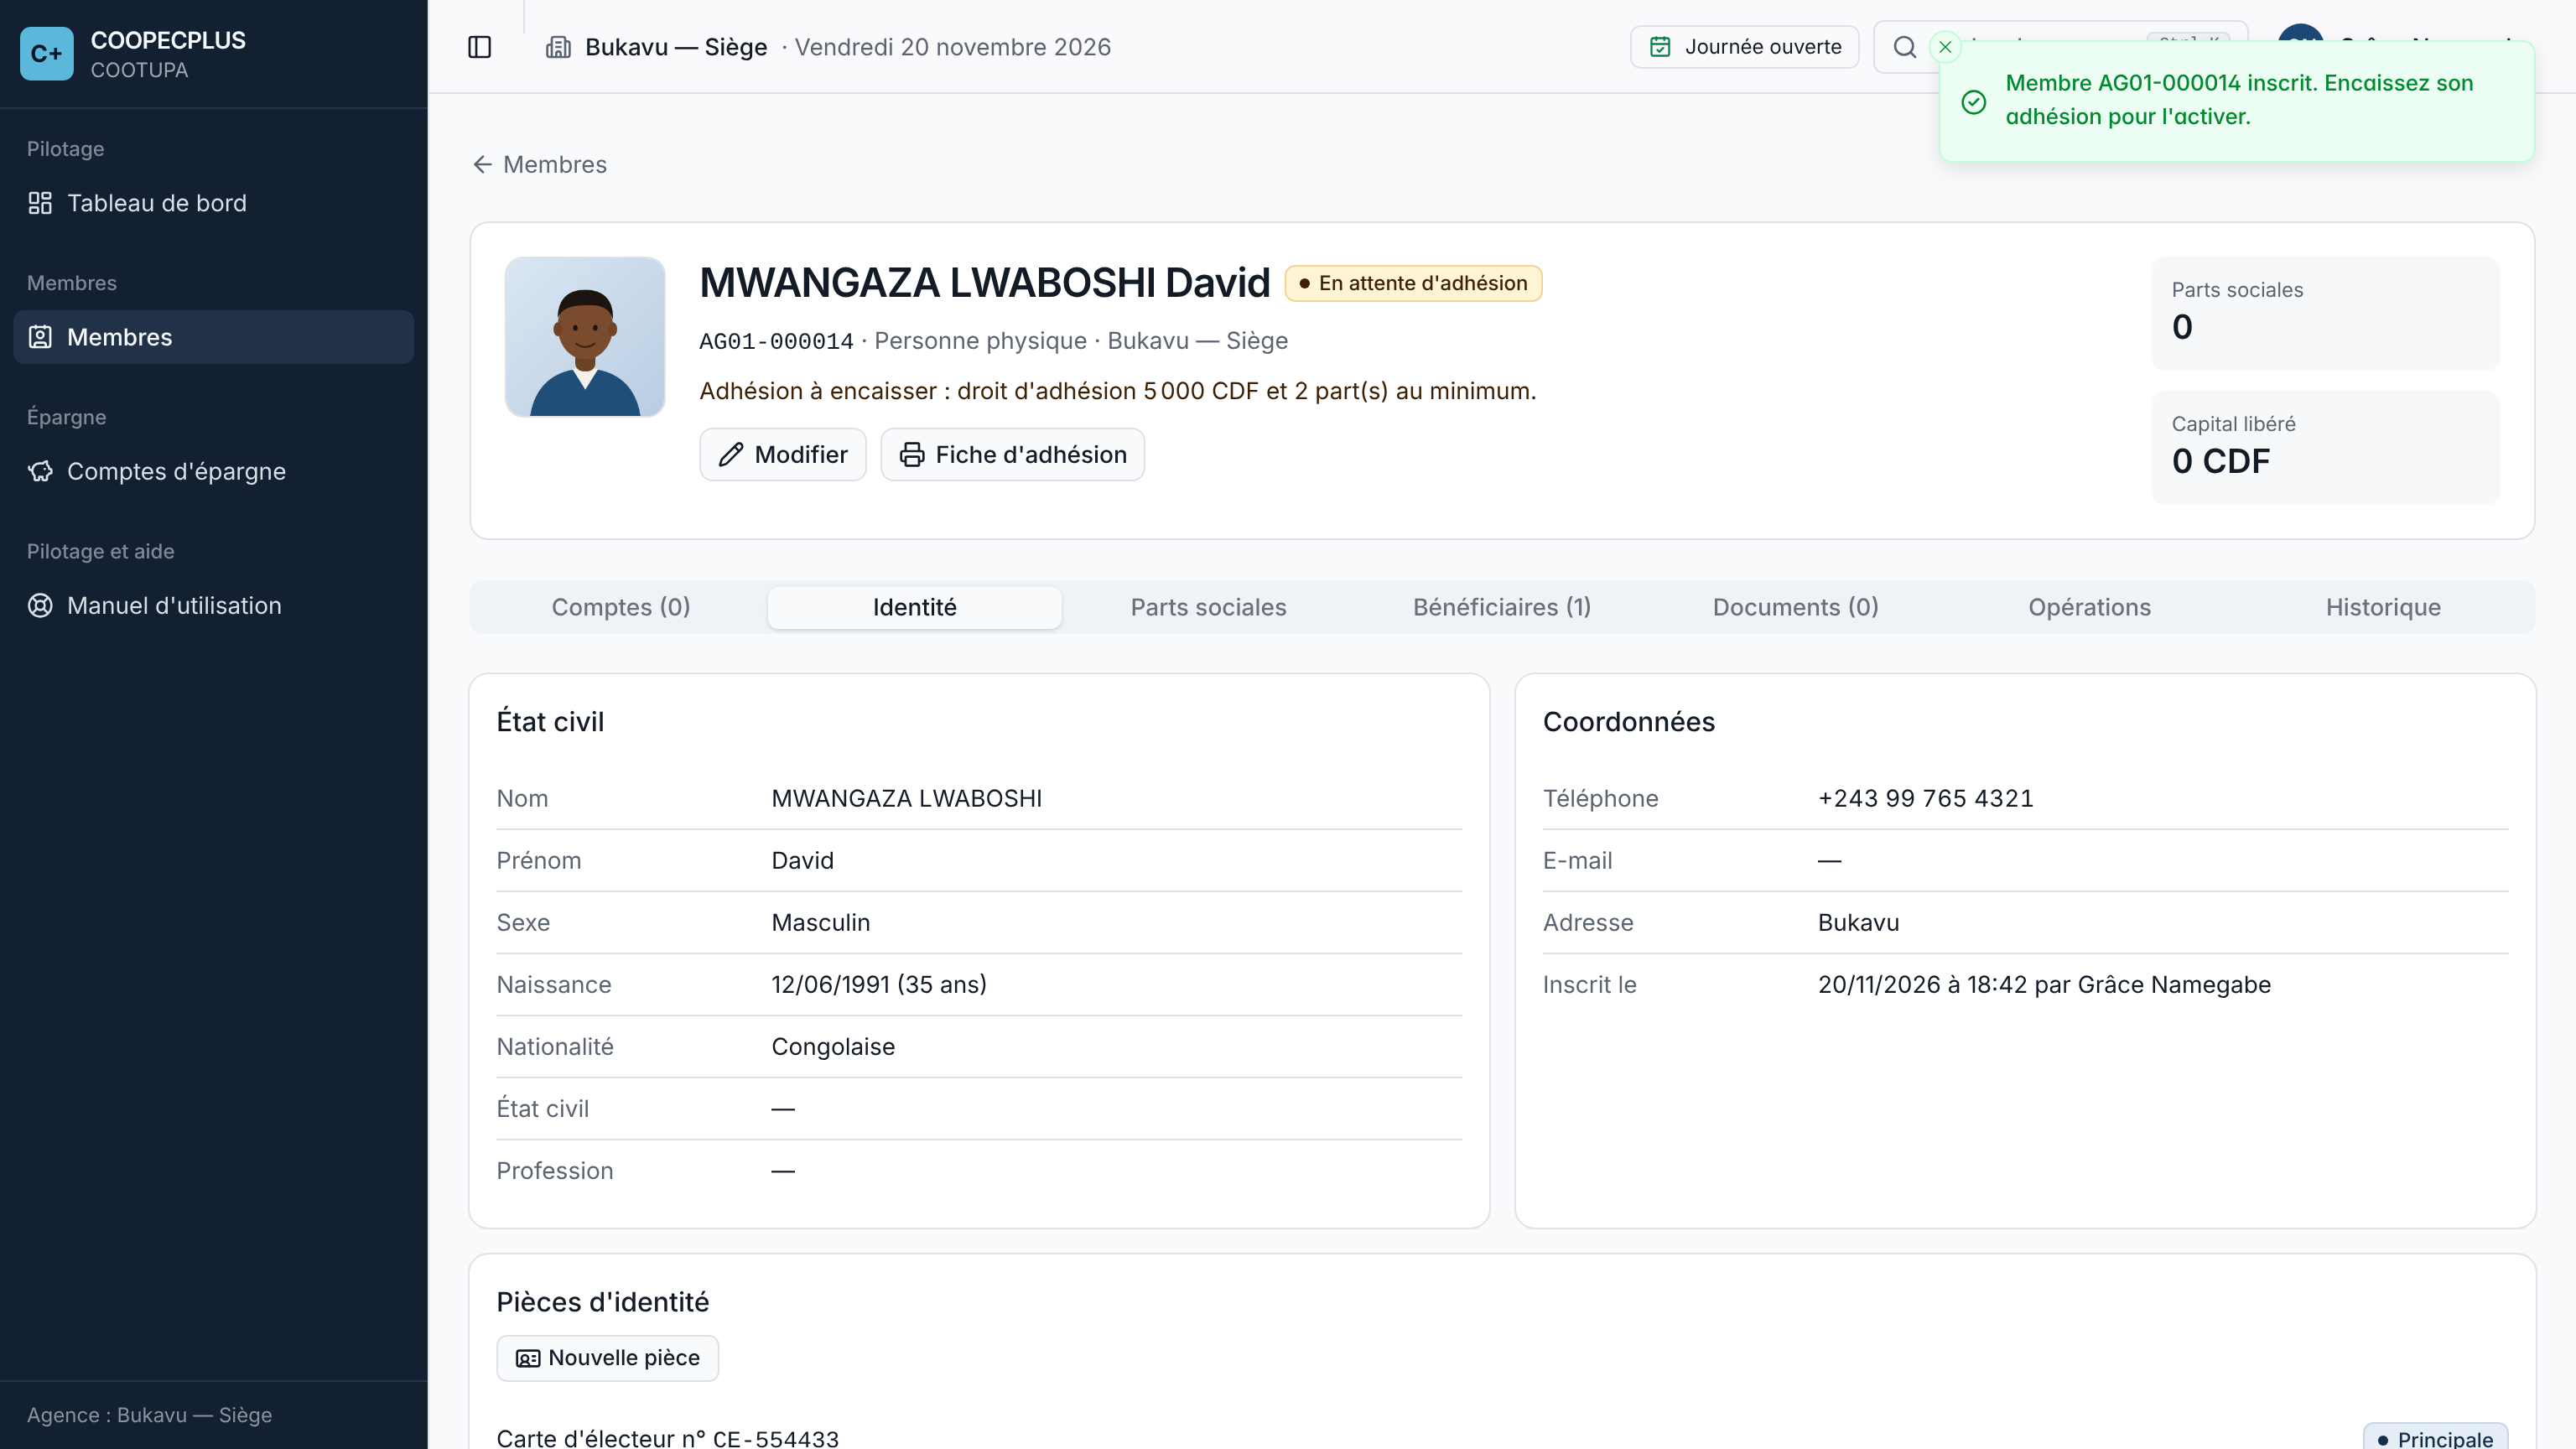 C+
COOPECPLUS
COOTUPA
Pilotage
Tableau de bord
Membres
Membres
Épargne
Comptes d'épargne
Pilotage et aide
Manuel d'utilisation
Agence : Bukavu — Siège
Bukavu — Siège · Vendredi 20 novembre 2026
Journée ouverte
Membre AG01-000014 inscrit. Encaissez son
adhésion pour l'activer.
Membres
MWANGAZA LWABOSHI David
En attente d'adhésion
AG01-000014 · Personne physique · Bukavu — Siège
Adhésion à encaisser : droit d'adhésion 5 000 CDF et 2 part(s) au minimum.
Modifier
Fiche d'adhésion
Parts sociales
0
Capital libéré
0 CDF
Comptes (0)
Identité
Parts sociales
Bénéficiaires (1)
Documents (0)
Opérations
Historique
État civil
Nom MWANGAZA LWABOSHI
Prénom David
Sexe Masculin
Naissance 12/06/1991 (35 ans)
Nationalité Congolaise
État civil —
Profession —
Coordonnées
Téléphone +243 99 765 4321
E-mail —
Adresse Bukavu
Inscrit le 20/11/2026 à 18:42 par Grâce Namegabe
Pièces d'identité
Nouvelle pièce
Carte d'électeur n° CE-554433
Principale